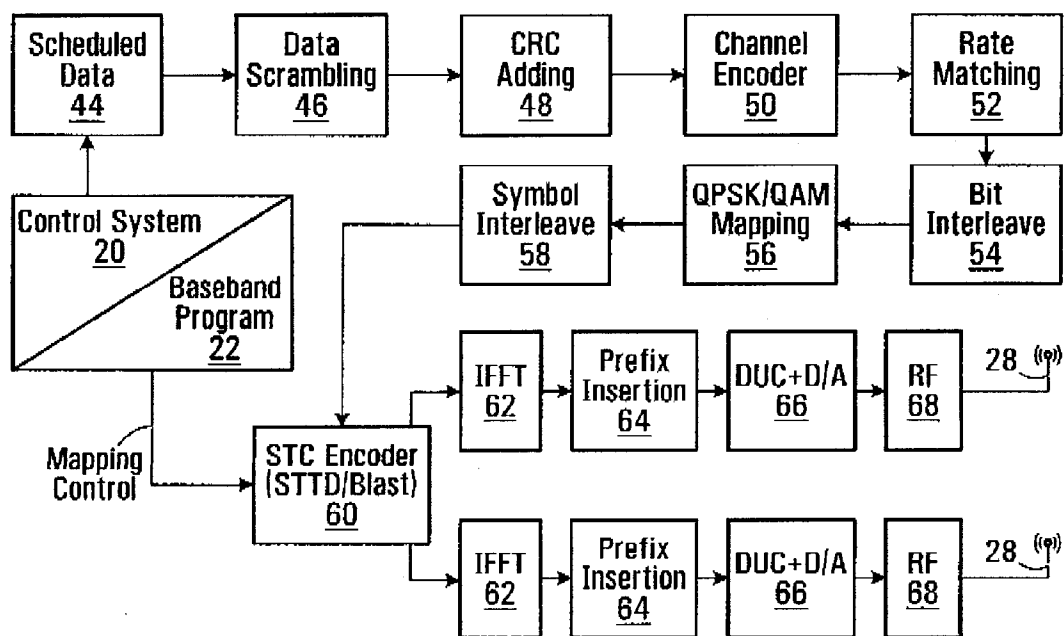 Scheduled
Data
44
Data
Scrambling
46
CRC
Adding
48
Channel
Encoder
50
Rate
Matching
52
Control System
20
Baseband
Program
22
Symbol
Interleave
58
QPSK/QAM
Mapping
56
Bit
Interleave
54
Mapping
Control
STC Encoder
(STTD/Blast)
60
IFFT
62
Prefix
Insertion
64
DUC+D/A
66
RF
68
28
IFFT
62
Prefix
Insertion
64
DUC+D/A
66
RF
68
28